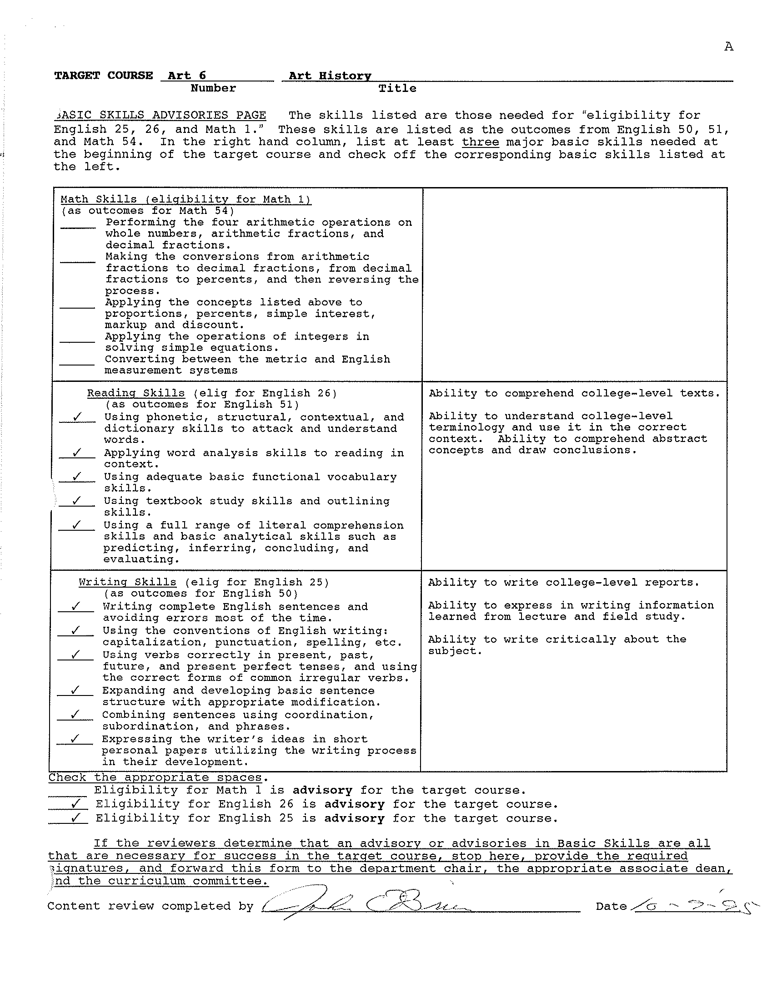 A
TARGET COURSE Art 6 Art History
Number Title
BASIC SKILLS ADVISORIES PAGE The skills listed are those needed for “eligibility for
English 25, 26, and Math 1.” These skills are listed as the outcomes from English 50, 51,
and Math 54. In the right hand column, list at least three major basic skills needed at
the beginning of the target course and check off the corresponding basic skills listed at
the left.
Math Skills (eligibility for Math 1)
(as outcomes for Math 54)
Performing the four arithmetic operations on
whole numbers, arithmetic fractions, and
decimal fractions.
Making the conversions from arithmetic
fractions to decimal fractions, from decimal
fractions to percents, and then reversing the
process.
Applying the concepts listed above to
proportions, percents, simple interest,
markup and discount.
Applying the operations of integers in
solving simple equations.
Converting between the metric and English
measurement systems
Reading Skills (elig for English 26)
(as outcomes for English 51)
✓ Using phonetic, structural, contextual, and
dictionary skills to attack and understand
words.
✓ Applying word analysis skills to reading in
context.
✓ Using adequate basic functional vocabulary
skills.
✓ Using textbook study skills and outlining
skills.
✓ Using a full range of literal comprehension
skills and basic analytical skills such as
predicting, inferring, concluding, and
evaluating.
Ability to comprehend college-level texts.
Ability to understand college-level
terminology and use it in the correct
context. Ability to comprehend abstract
concepts and draw conclusions.
Writing Skills (elig for English 25)
(as outcomes for English 50)
✓ Writing complete English sentences and
avoiding errors most of the time.
✓ Using the conventions of English writing:
capitalization, punctuation, spelling, etc.
✓ Using verbs correctly in present, past,
future, and present perfect tenses, and using
the correct forms of common irregular verbs.
✓ Expanding and developing basic sentence
structure with appropriate modification.
✓ Combining sentences using coordination,
subordination, and phrases.
✓ Expressing the writer’s ideas in short
personal papers utilizing the writing process
in their development.
Ability to write college-level reports.
Ability to express in writing information
learned from lecture and field study.
Ability to write critically about the
subject.
Check the appropriate spaces.
Eligibility for Math 1 is advisory for the target course.
✓ Eligibility for English 26 is advisory for the target course.
✓ Eligibility for English 25 is advisory for the target course.
If the reviewers determine that an advisory or advisories in Basic Skills are all
that are necessary for success in the target course, stop here, provide the required
signatures, and forward this form to the department chair, the appropriate associate dean,
and the curriculum committee.
Content review completed by John O'Brien Date 10-2-95